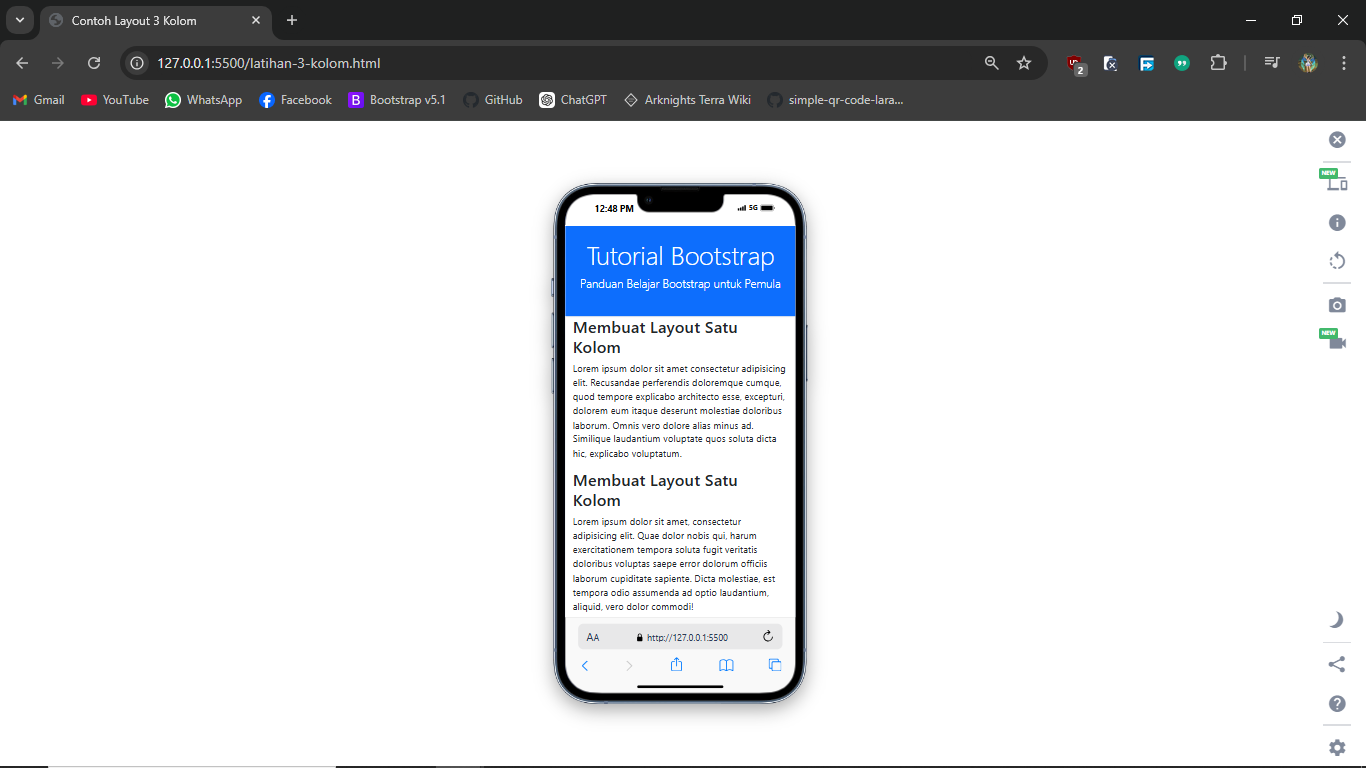 Contoh Layout 3 Kolom
127.0.0.1:5500/latihan-3-kolom.html
2
Gmail
YouTube
WhatsApp
B
Facebook
Bootstrap v5.1
GitHub
ChatGPT
Arknights Terra Wiki
simple-qr-code-lara...
NEW
NEW
12:48 PM
5G
Tutorial Bootstrap
Panduan Belajar Bootstrap untuk Pemula
Membuat Layout Satu
Kolom
Lorem ipsum dolor sit amet consectetur adipisicing
elit. Recusandae perferendis doloremque cumque,
quod tempore explicabo architecto esse, excepturi,
dolorem eum itaque deserunt molestiae doloribus
laborum. Omnis vero dolore alias minus ad.
Similique laudantium voluptate quos soluta dicta
hic, explicabo voluptatum.
Membuat Layout Satu
Kolom
Lorem ipsum dolor sit amet, consectetur
adipisicing elit. Quae dolor nobis qui, harum
exercitationem tempora soluta fugit veritatis
doloribus voluptas saepe error dolorum officiis
laborum cupiditate sapiente. Dicta molestiae, est
tempora odio assumenda ad optio laudantium,
aliquid, vero dolor commodi!
AA
http://127.0.0.1:5500